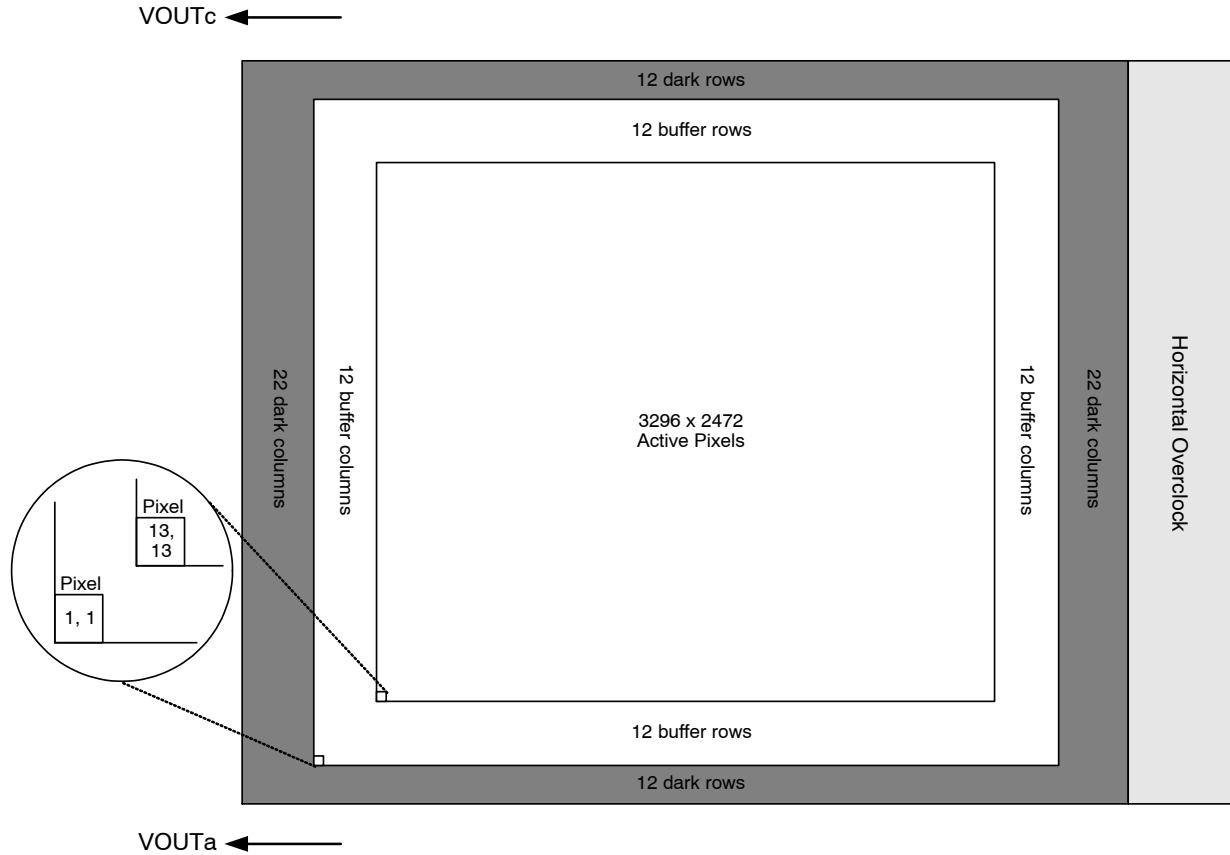 VOUTc
12 dark rows
12 buffer rows
22 dark columns
12 buffer columns
3296 x 2472
Active Pixels
12 buffer columns
22 dark columns
Horizontal Overclock
Pixel
13,
13
Pixel
1, 1
12 buffer rows
12 dark rows
VOUTa